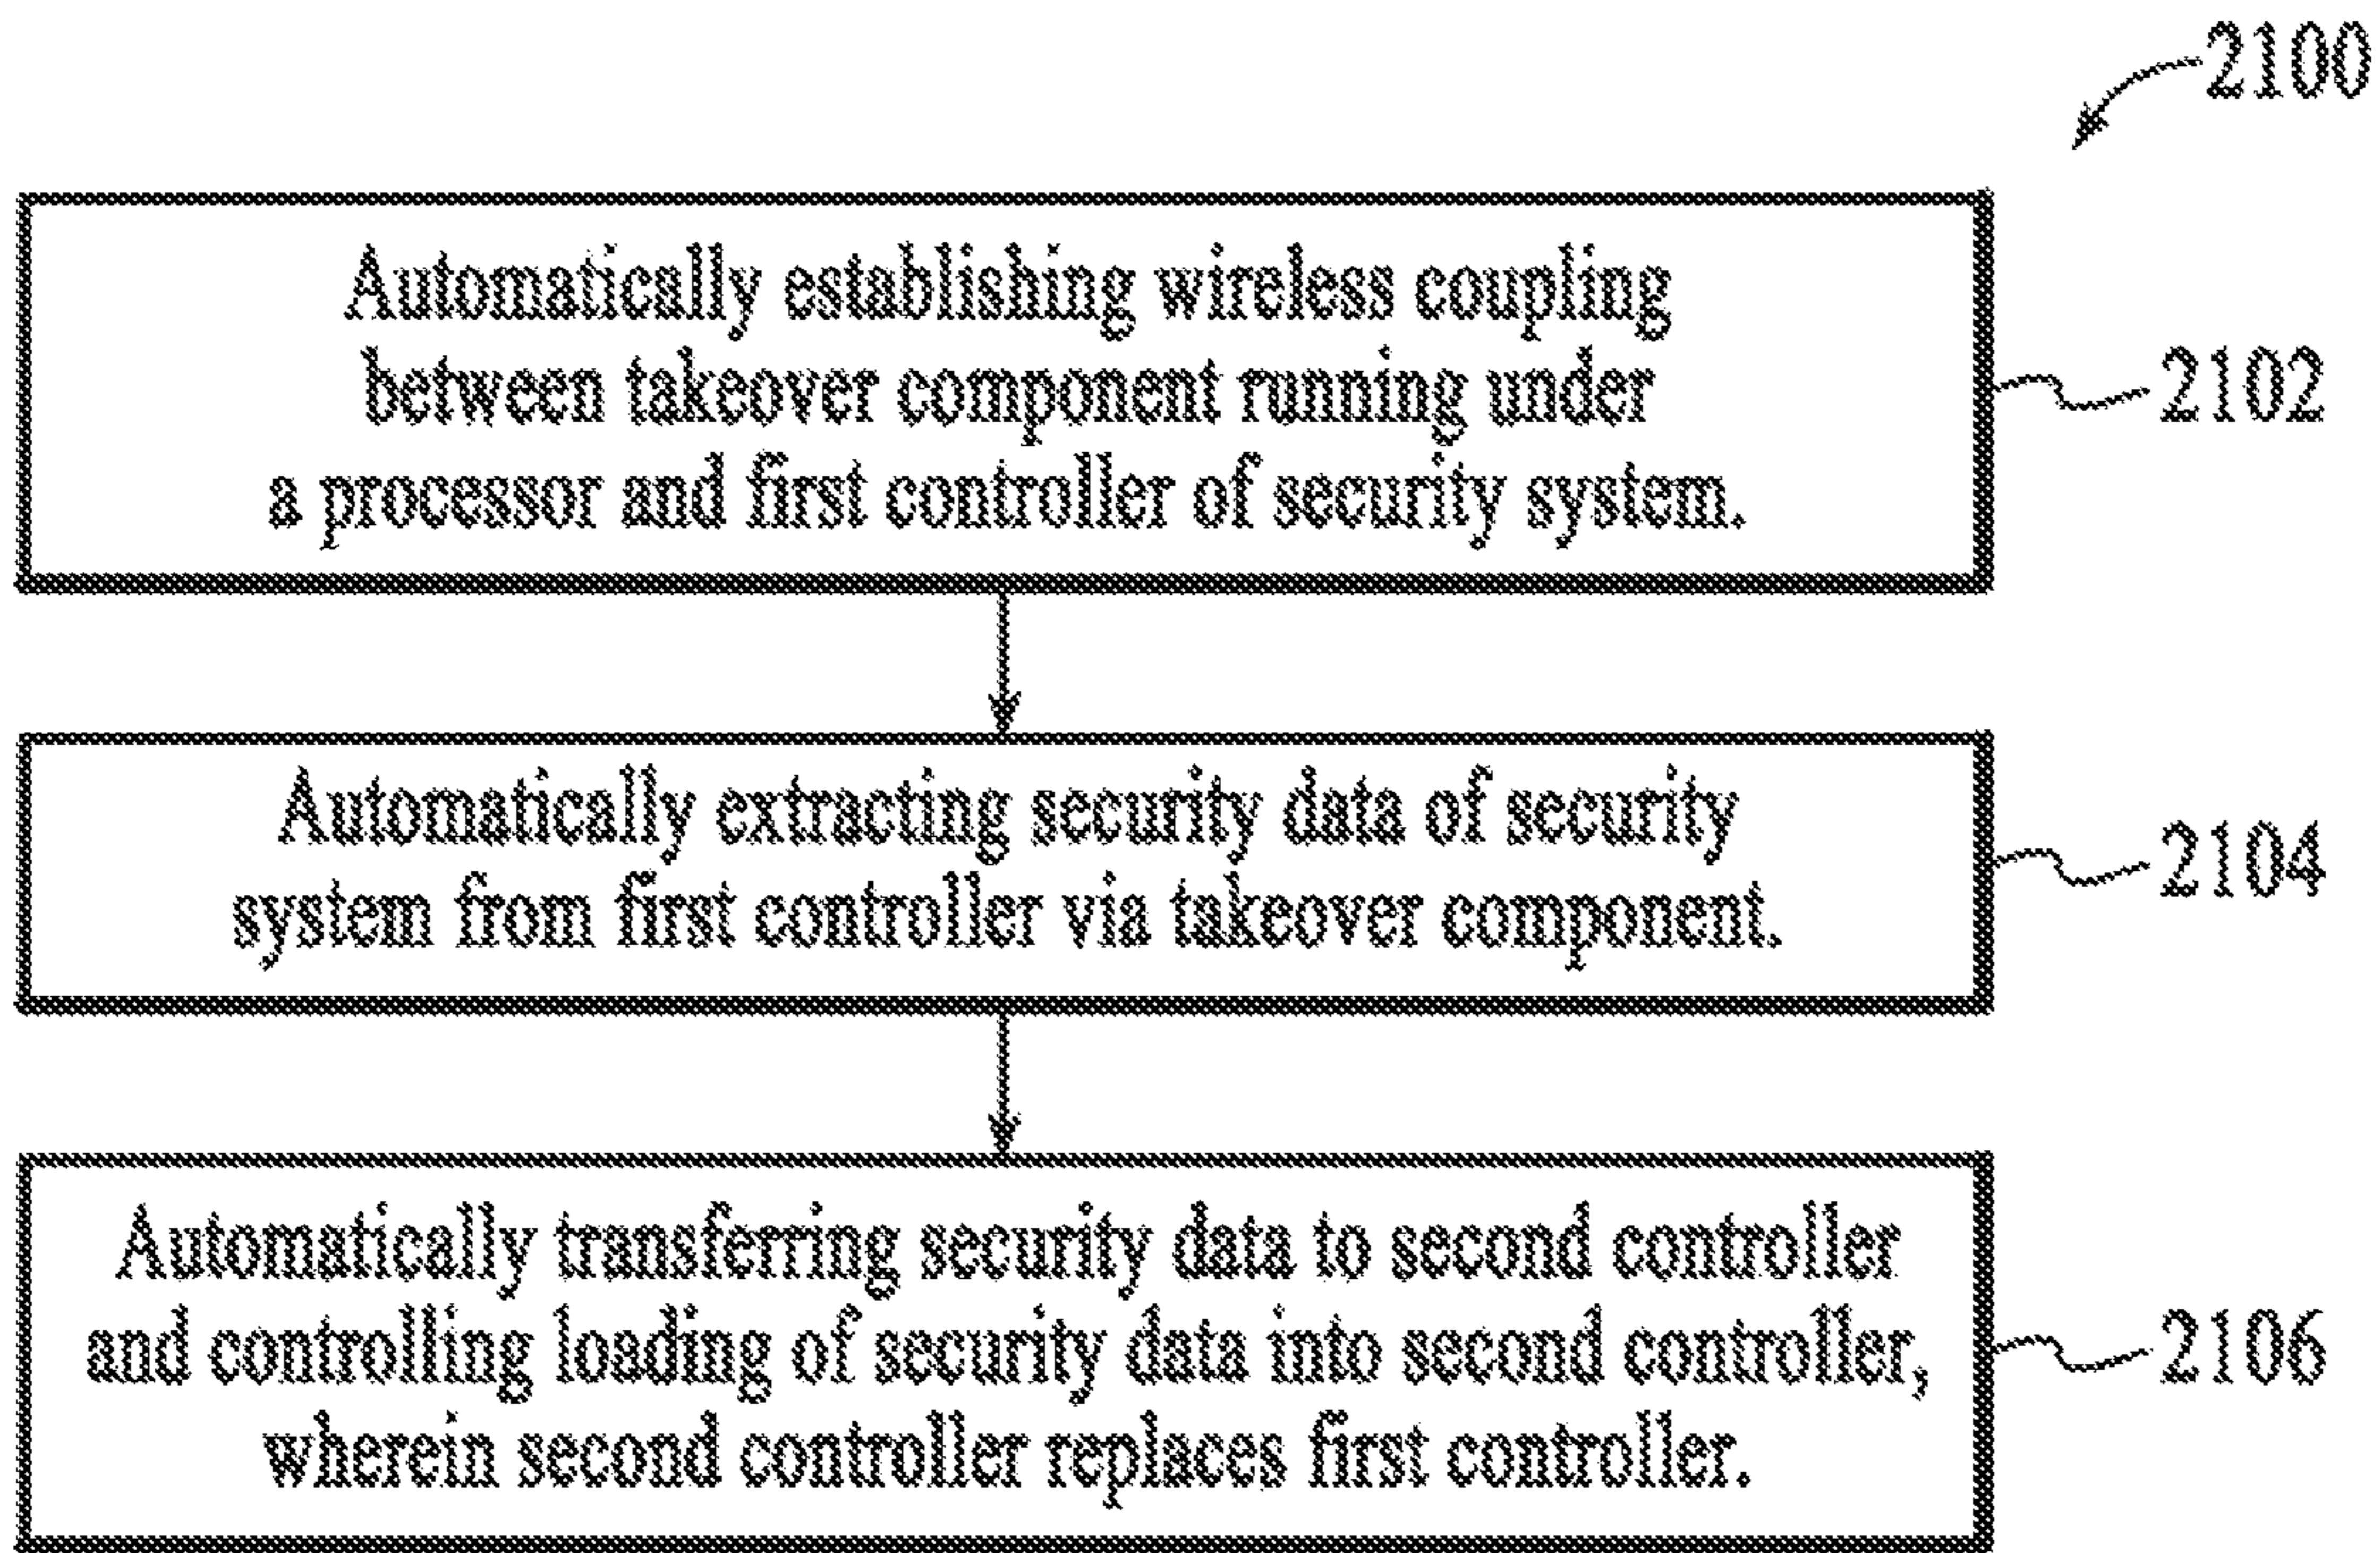 2100
Automatically establishing wireless coupling
between takeover component running under
a processor and first controller of security system.
2102
Automatically extracting security data of security
system from first controller via takeover component.
2104
Automatically transferring security data to second controller
and controlling loading of security data into second controller,
wherein second controller replaces first controller.
2106